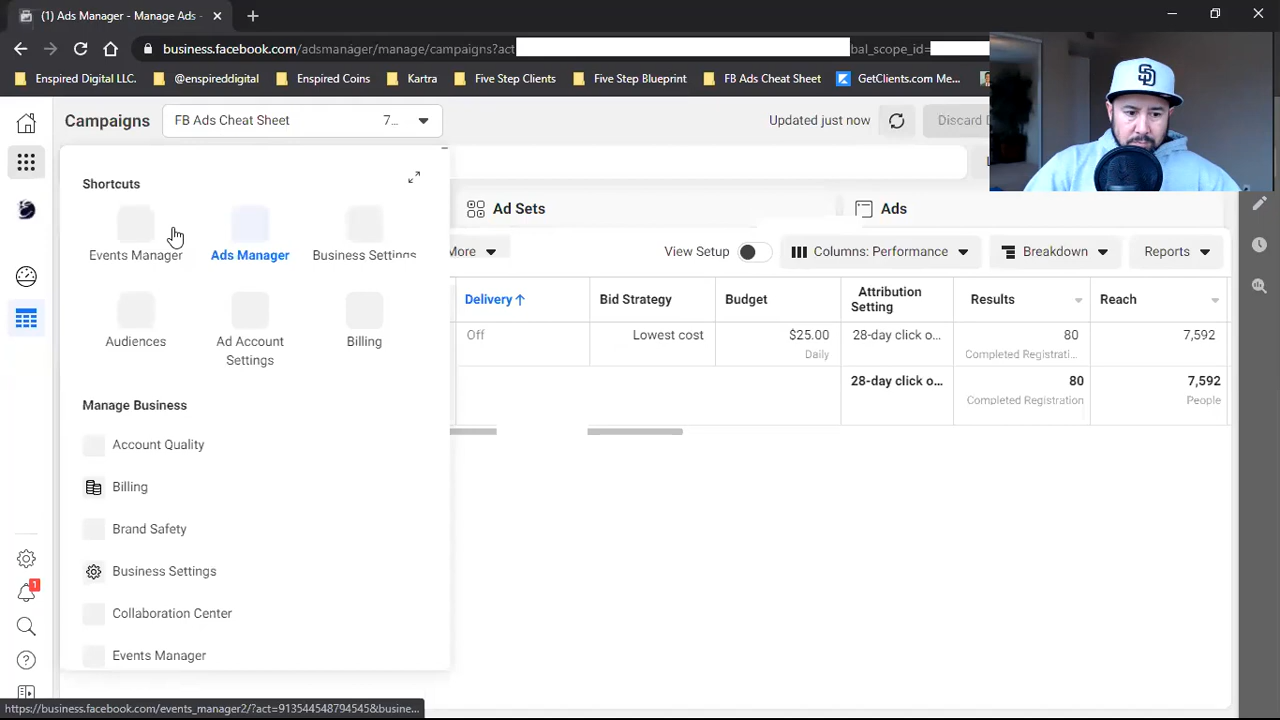 (1) Ads Manager - Manage Ads -
business.facebook.com/adsmanager/manage/campaigns?act
bal_scope_id=
Enspired Digital LLC.
@enspireddigital
Enspired Coins
Kartra
Five Step Clients
Five Step Blueprint
FB Ads Cheat Sheet
GetClients.com Me...
Campaigns
FB Ads Cheat Sheet
7...
Updated just now
Discard D
Shortcuts
Events Manager
Ads Manager
Business Settings
Audiences
Ad Account
Settings
Billing
Manage Business
Account Quality
Billing
Brand Safety
Business Settings
Collaboration Center
Events Manager
Ad Sets
Ads
More
View Setup
Columns: Performance
Breakdown
Reports
Delivery ↑
Bid Strategy
Budget
Attribution
Setting
Results
Reach
Off
Lowest cost
$25.00
Daily
28-day click o...
80
Completed Registrati...
7,592
28-day click o...
80
Completed Registration
7,592
People
1
SD
https://business.facebook.com/events_manager2/?act=913544548794545&busine...